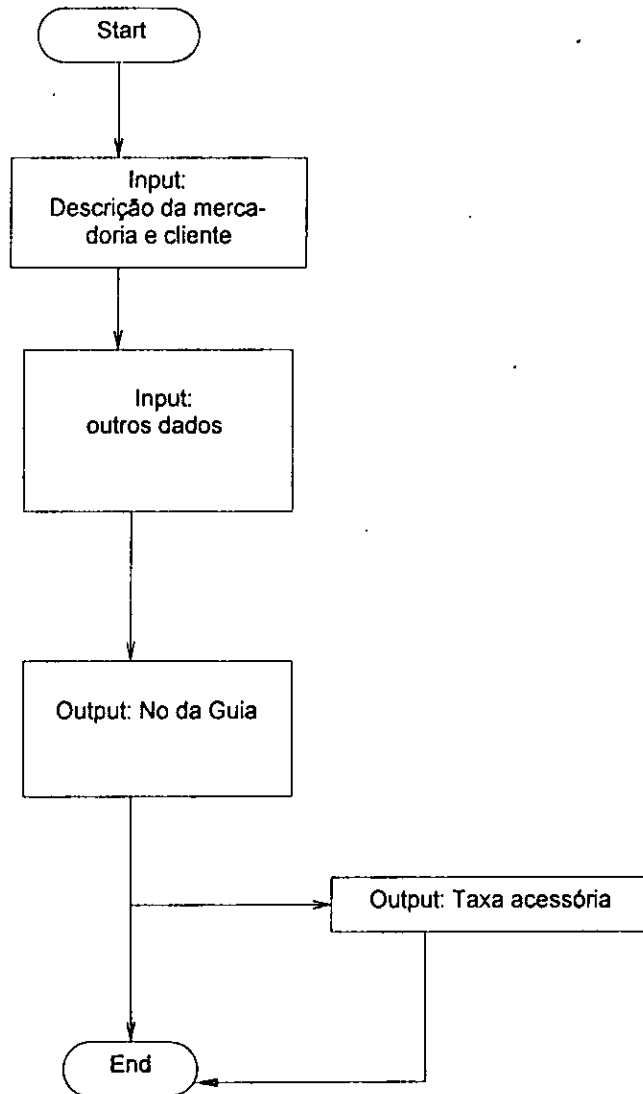 Start
Input:
Descrição da merca-
doria e cliente
Input:
outros dados
Output: No da Guia
Output: Taxa acessória
End